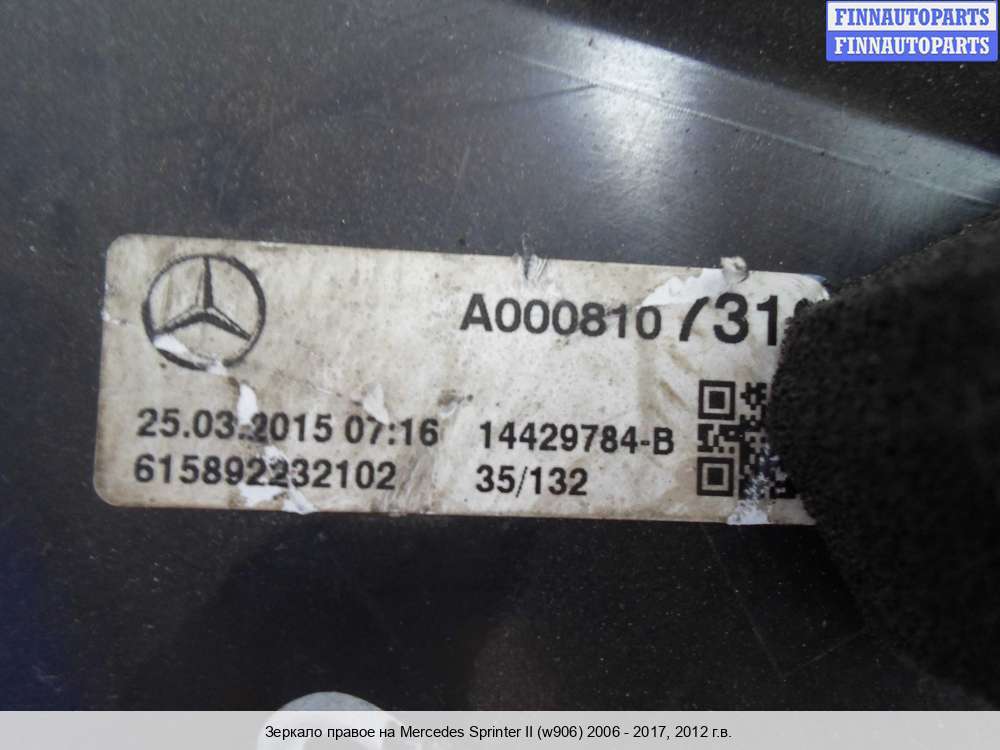 FINNAUTOPARTS
FINNAUTOPARTS
A000810 731
25.03.2015 07:16 14429784-B
615892232102 35/132
Зеркало правое на Mercedes Sprinter II (w906) 2006 - 2017, 2012 г.в.